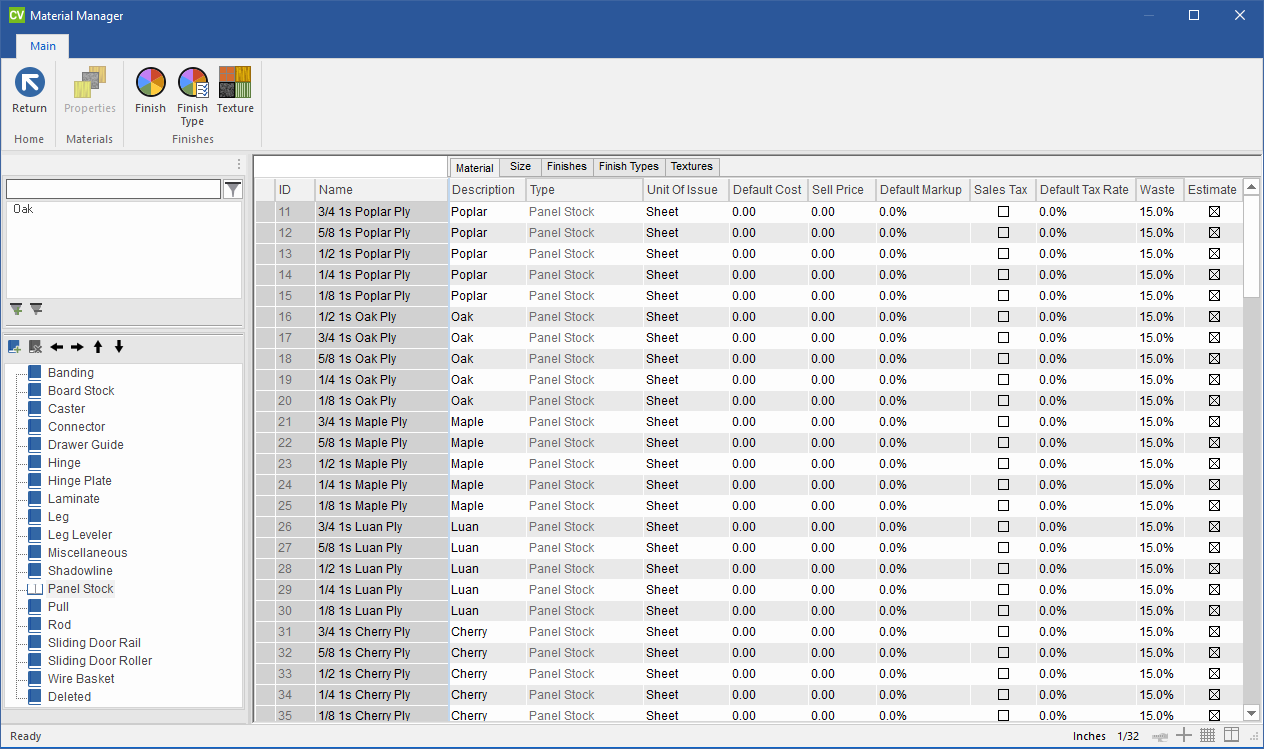 CV Material Manager
Main
Return Properties Finish Finish Type Texture
Home Materials Finishes
Oak
Banding
Board Stock
Caster
Connector
Drawer Guide
Hinge
Hinge Plate
Laminate
Leg
Leg Leveler
Miscellaneous
Shadowline
Panel Stock
Pull
Rod
Sliding Door Rail
Sliding Door Roller
Wire Basket
Deleted
Material Size Finishes Finish Types Textures
ID Name Description Type Unit Of Issue Default Cost Sell Price Default Markup Sales Tax Default Tax Rate Waste Estimate
11 3/4 1s Poplar Ply Poplar Panel Stock Sheet 0.00 0.00 0.0% 0.0% 15.0%
12 5/8 1s Poplar Ply Poplar Panel Stock Sheet 0.00 0.00 0.0% 0.0% 15.0%
13 1/2 1s Poplar Ply Poplar Panel Stock Sheet 0.00 0.00 0.0% 0.0% 15.0%
14 1/4 1s Poplar Ply Poplar Panel Stock Sheet 0.00 0.00 0.0% 0.0% 15.0%
15 1/8 1s Poplar Ply Poplar Panel Stock Sheet 0.00 0.00 0.0% 0.0% 15.0%
16 1/2 1s Oak Ply Oak Panel Stock Sheet 0.00 0.00 0.0% 0.0% 15.0%
17 3/4 1s Oak Ply Oak Panel Stock Sheet 0.00 0.00 0.0% 0.0% 15.0%
18 5/8 1s Oak Ply Oak Panel Stock Sheet 0.00 0.00 0.0% 0.0% 15.0%
19 1/4 1s Oak Ply Oak Panel Stock Sheet 0.00 0.00 0.0% 0.0% 15.0%
20 1/8 1s Oak Ply Oak Panel Stock Sheet 0.00 0.00 0.0% 0.0% 15.0%
21 3/4 1s Maple Ply Maple Panel Stock Sheet 0.00 0.00 0.0% 0.0% 15.0%
22 5/8 1s Maple Ply Maple Panel Stock Sheet 0.00 0.00 0.0% 0.0% 15.0%
23 1/2 1s Maple Ply Maple Panel Stock Sheet 0.00 0.00 0.0% 0.0% 15.0%
24 1/4 1s Maple Ply Maple Panel Stock Sheet 0.00 0.00 0.0% 0.0% 15.0%
25 1/8 1s Maple Ply Maple Panel Stock Sheet 0.00 0.00 0.0% 0.0% 15.0%
26 3/4 1s Luan Ply Luan Panel Stock Sheet 0.00 0.00 0.0% 0.0% 15.0%
27 5/8 1s Luan Ply Luan Panel Stock Sheet 0.00 0.00 0.0% 0.0% 15.0%
28 1/2 1s Luan Ply Luan Panel Stock Sheet 0.00 0.00 0.0% 0.0% 15.0%
29 1/4 1s Luan Ply Luan Panel Stock Sheet 0.00 0.00 0.0% 0.0% 15.0%
30 1/8 1s Luan Ply Luan Panel Stock Sheet 0.00 0.00 0.0% 0.0% 15.0%
31 3/4 1s Cherry Ply Cherry Panel Stock Sheet 0.00 0.00 0.0% 0.0% 15.0%
32 5/8 1s Cherry Ply Cherry Panel Stock Sheet 0.00 0.00 0.0% 0.0% 15.0%
33 1/2 1s Cherry Ply Cherry Panel Stock Sheet 0.00 0.00 0.0% 0.0% 15.0%
34 1/4 1s Cherry Ply Cherry Panel Stock Sheet 0.00 0.00 0.0% 0.0% 15.0%
35 1/8 1s Cherry Ply Cherry Panel Stock Sheet 0.00 0.00 0.0% 0.0% 15.0%
Ready Inches 1/32